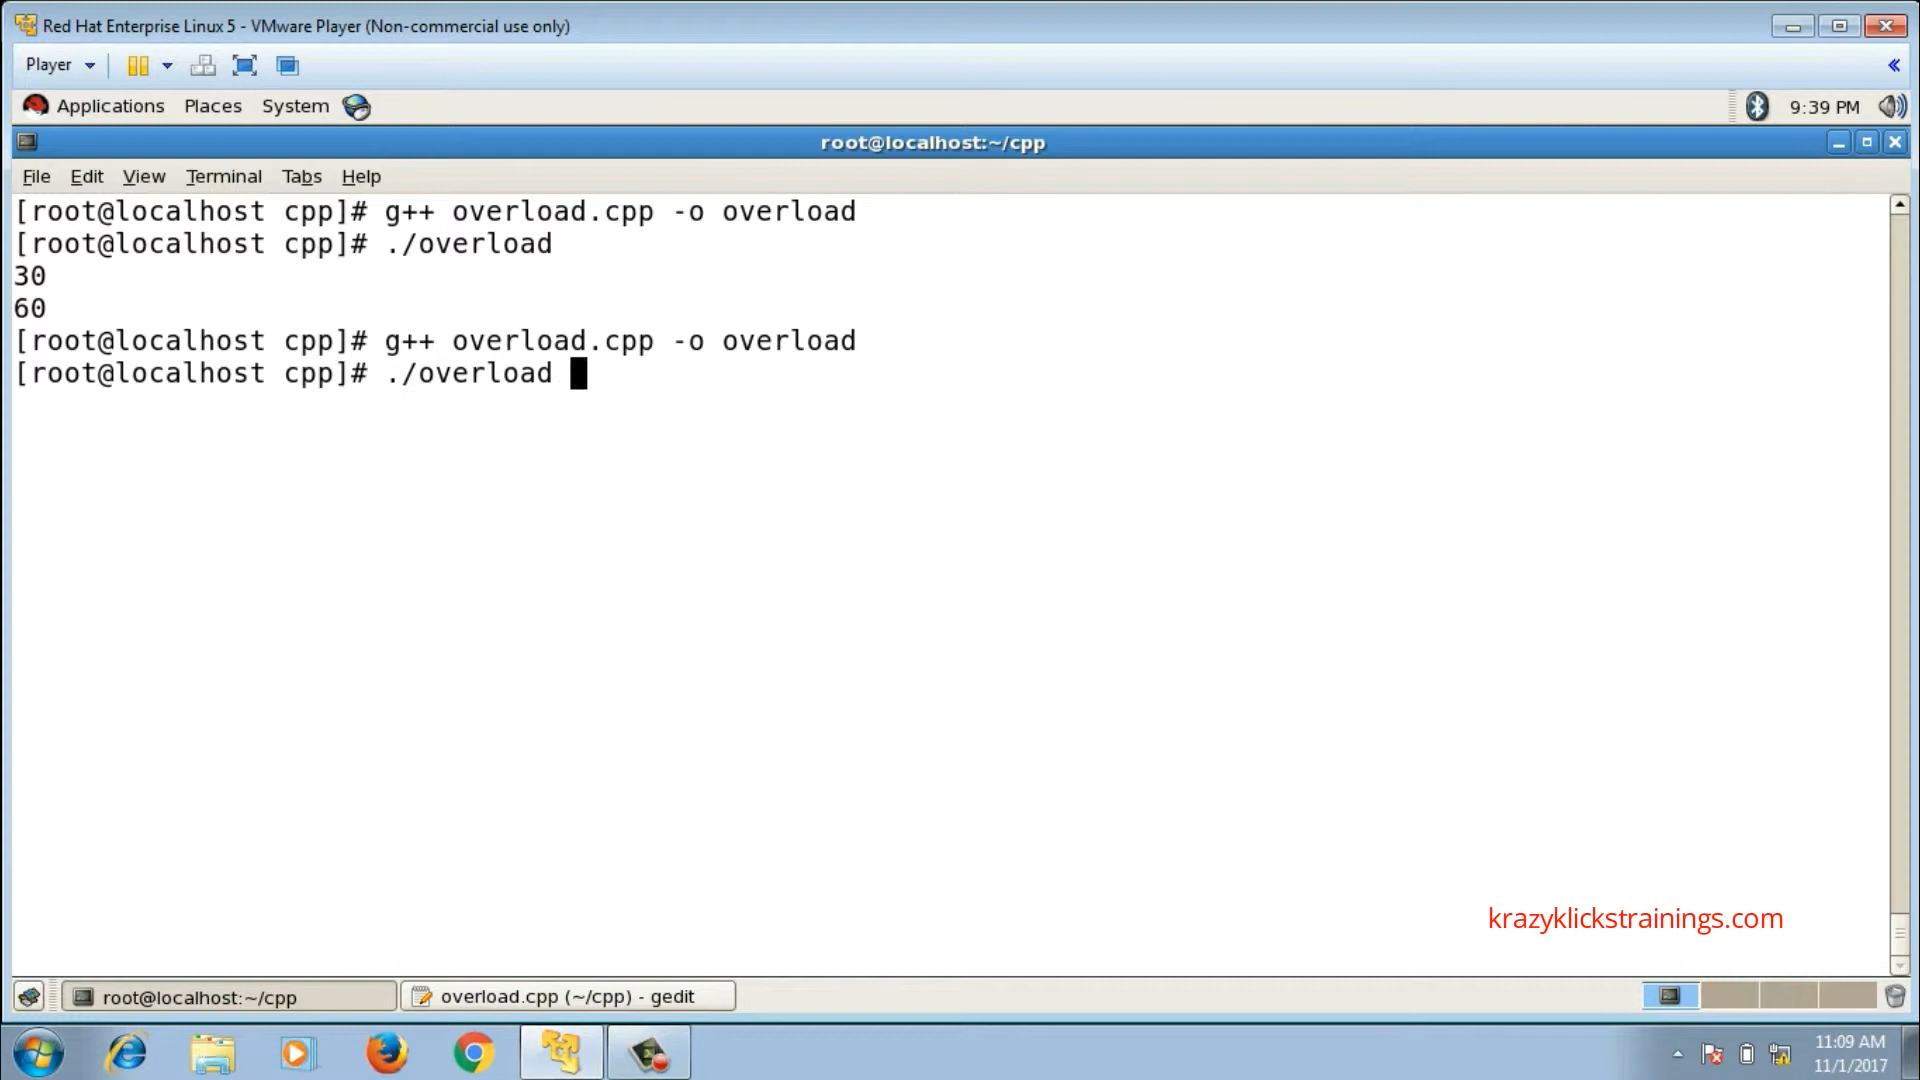 Red Hat Enterprise Linux 5 - VMware Player (Non-commercial use only)
Player
Applications Places System 9:39 PM
root@localhost:~/cpp
File Edit View Terminal Tabs Help
[root@localhost cpp]# g++ overload.cpp -o overload
[root@localhost cpp]# ./overload
30
60
[root@localhost cpp]# g++ overload.cpp -o overload
[root@localhost cpp]# ./overload
krazyklickstrainings.com
root@localhost:~/cpp overload.cpp (~/cpp) - gedit
11:09 AM
11/1/2017